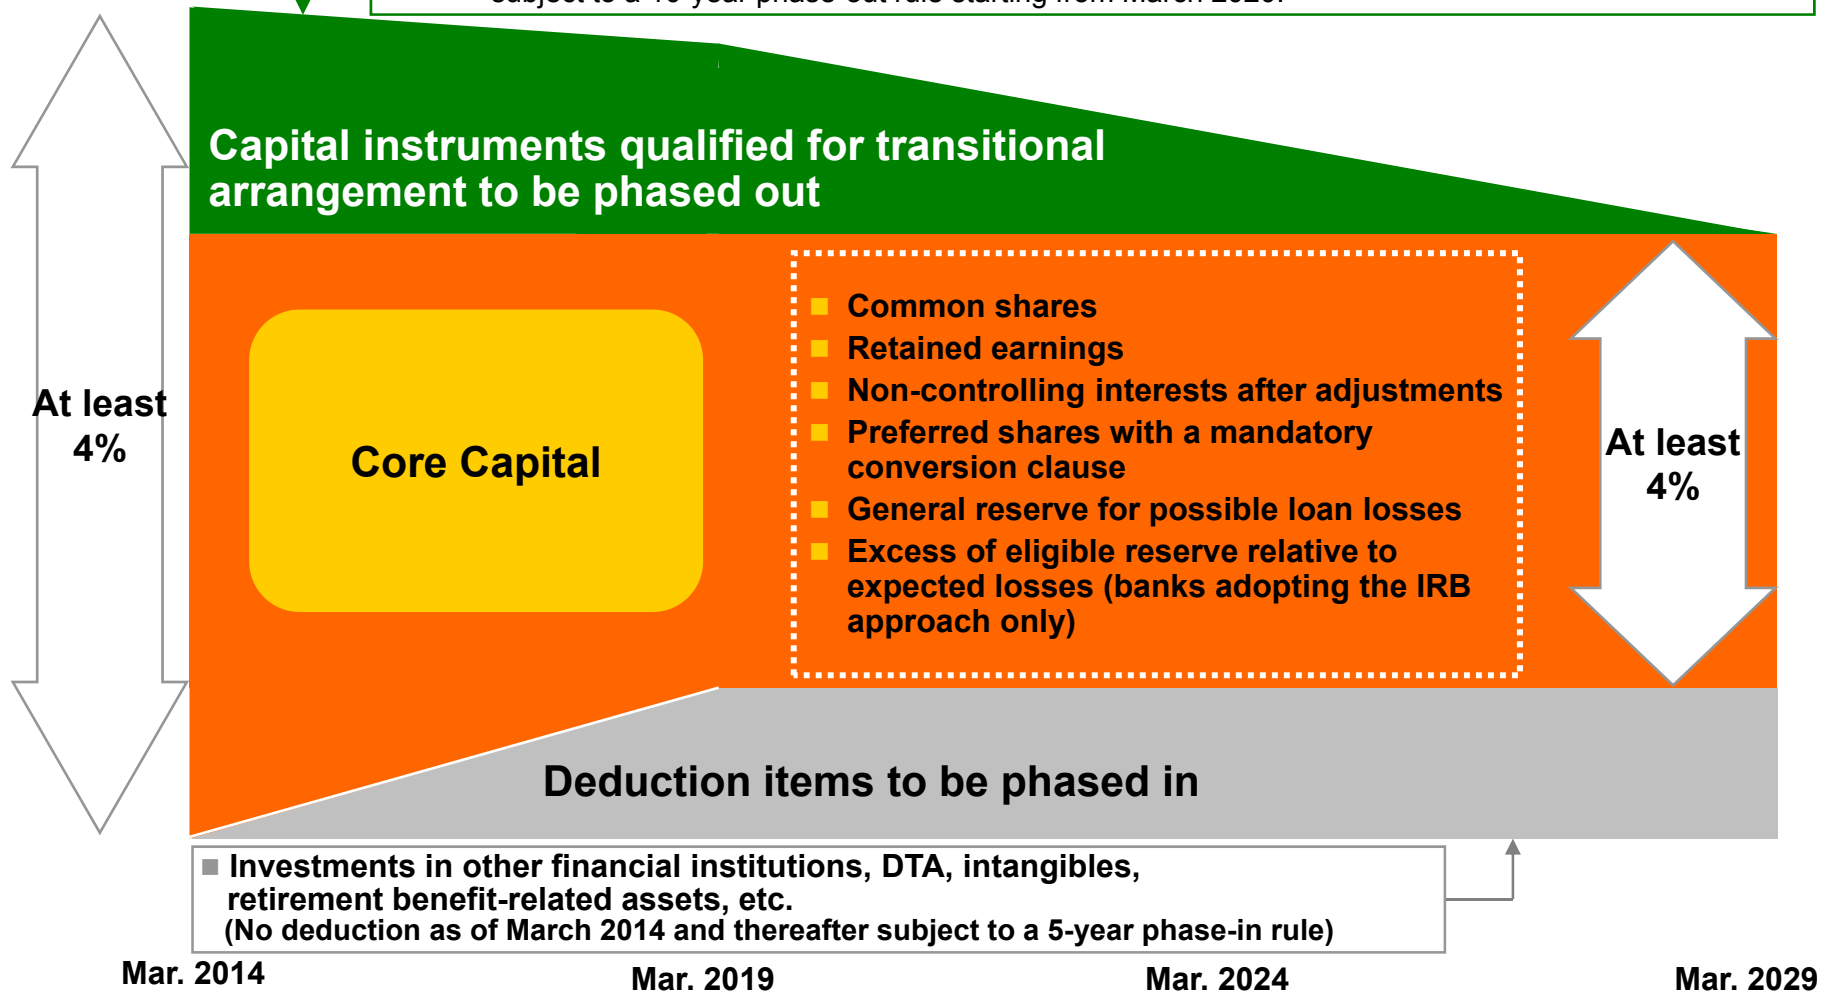 Capital instruments qualified for transitional
arrangement to be phased out
Common shares
Retained earnings
Non-controlling interests after adjustments
Preferred shares with a mandatory
conversion clause
General reserve for possible loan losses
Excess of eligible reserve relative to
expected losses (banks adopting the IRB
approach only)
At least
4%
Core Capital
At least
4%
Deduction items to be phased in
Investments in other financial institutions, DTA, intangibles,
retirement benefit-related assets, etc.
(No deduction as of March 2014 and thereafter subject to a 5-year phase-in rule)
Mar. 2014
Mar. 2019
Mar. 2024
Mar. 2029